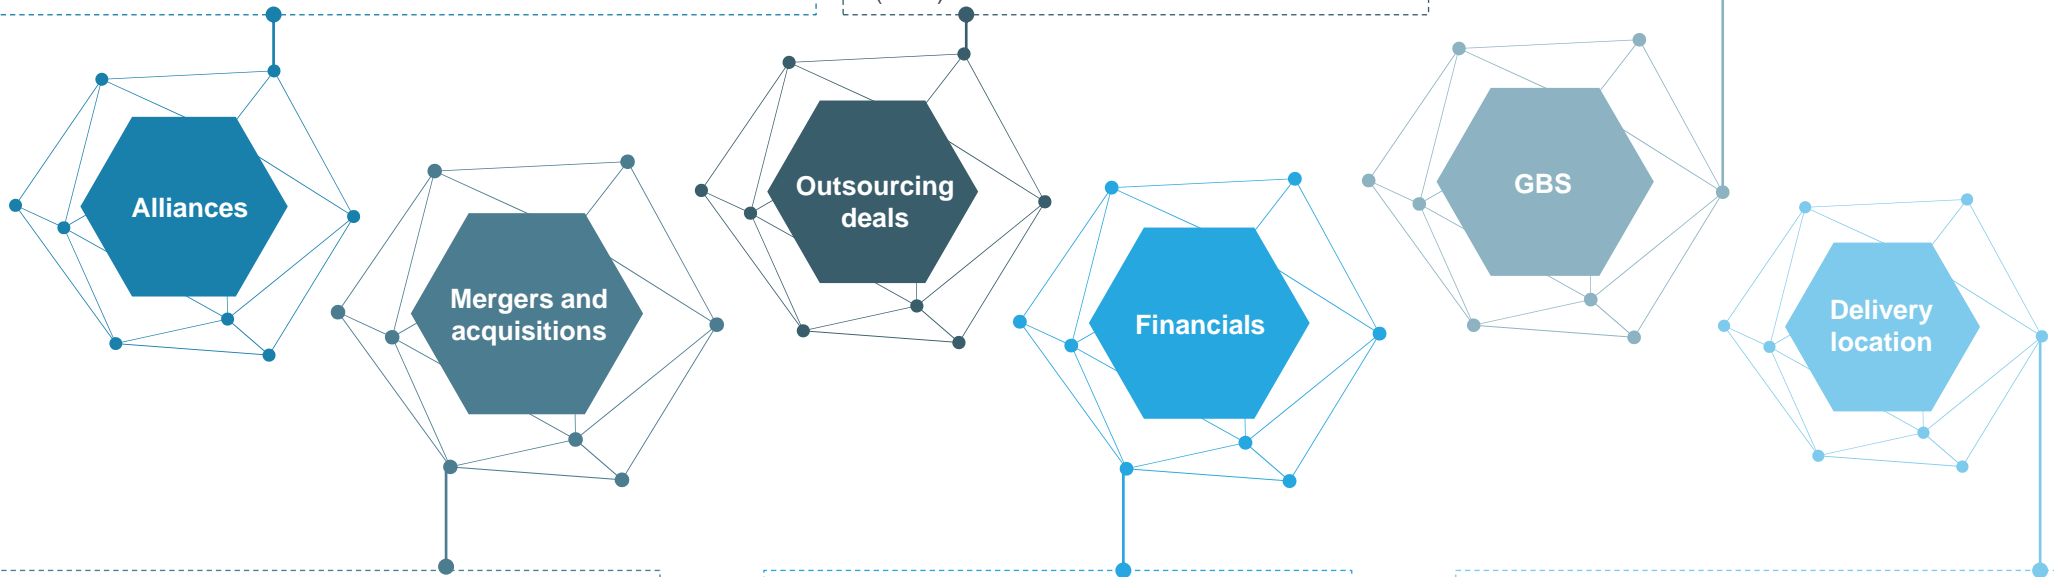 Alliances
Mergers and
acquisitions
Outsourcing
deals
Financials
GBS
Delivery
location